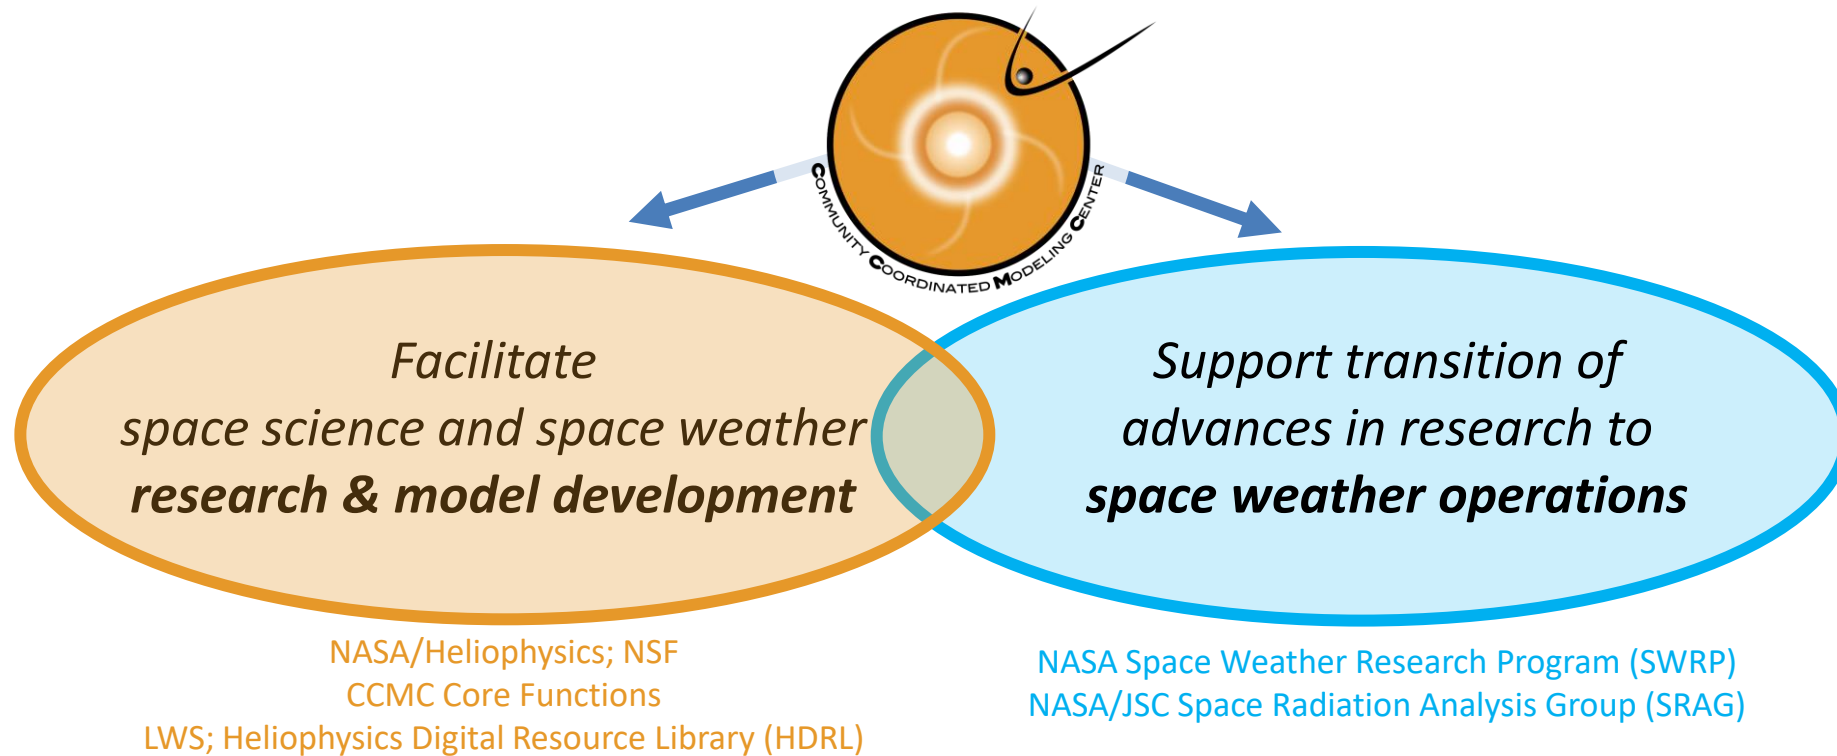 COMMUNITY COORDINATED MODELING CENTER
Facilitate
space science and space weather
research & model development
Support transition of
advances in research to
space weather operations
NASA/Heliophysics; NSF
CCMC Core Functions
LWS; Heliophysics Digital Resource Library (HDRL)
NASA Space Weather Research Program (SWRP)
NASA/JSC Space Radiation Analysis Group (SRAG)